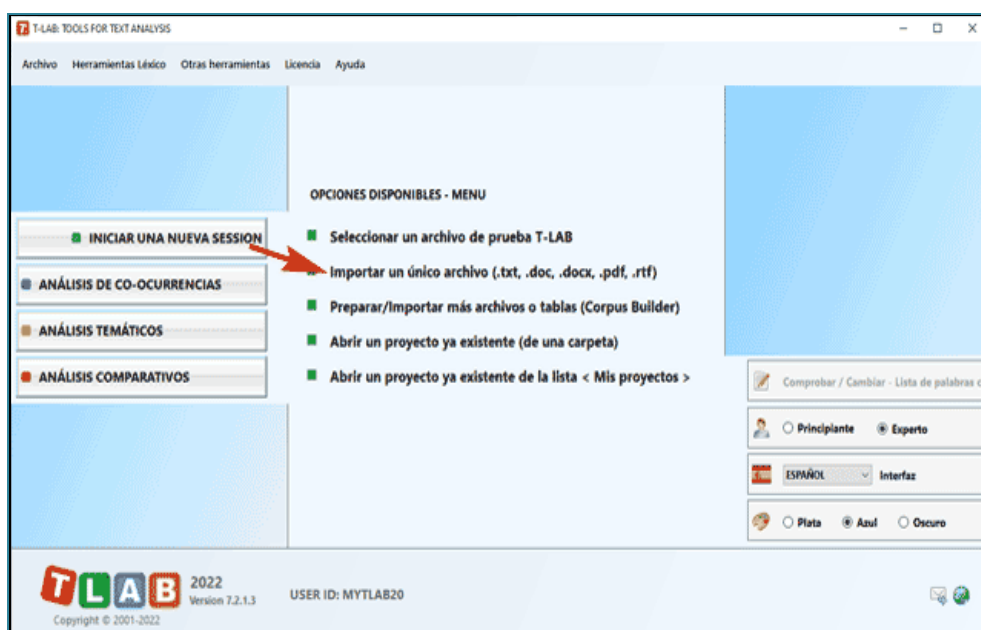 T-LAB: TOOLS FOR TEXT ANALYSIS
Archivo Herramientas Léxico Otras herramientas Licencia Ayuda
OPCIONES DISPONIBLES - MENU
INICIAR UNA NUEVA SESSION
ANÁLISIS DE CO-OCURRENCIAS
ANÁLISIS TEMÁTICOS
ANÁLISIS COMPARATIVOS
Seleccionar un archivo de prueba T-LAB
Importar un único archivo (.txt, .doc, .docx, .pdf, .rtf)
Preparar/Importar más archivos o tablas (Corpus Builder)
Abrir un proyecto ya existente (de una carpeta)
Abrir un proyecto ya existente de la lista < Mis proyectos >
Comprobar / Cambiar - Lista de palabras c
Principiante Experto
ESPAÑOL Interfaz
Plata Azul Oscuro
T LAB
2022
Version 7.2.1.3
Copyright © 2001-2022
USER ID: MYTLAB20